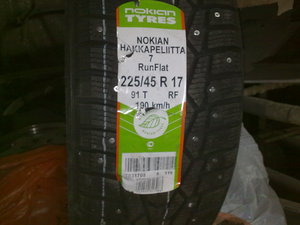 nokian
TYRES
NOKIAN
HAKKAPELIITTA
7
RunFlat
225/45 R 17
91 T RF
190 km/h